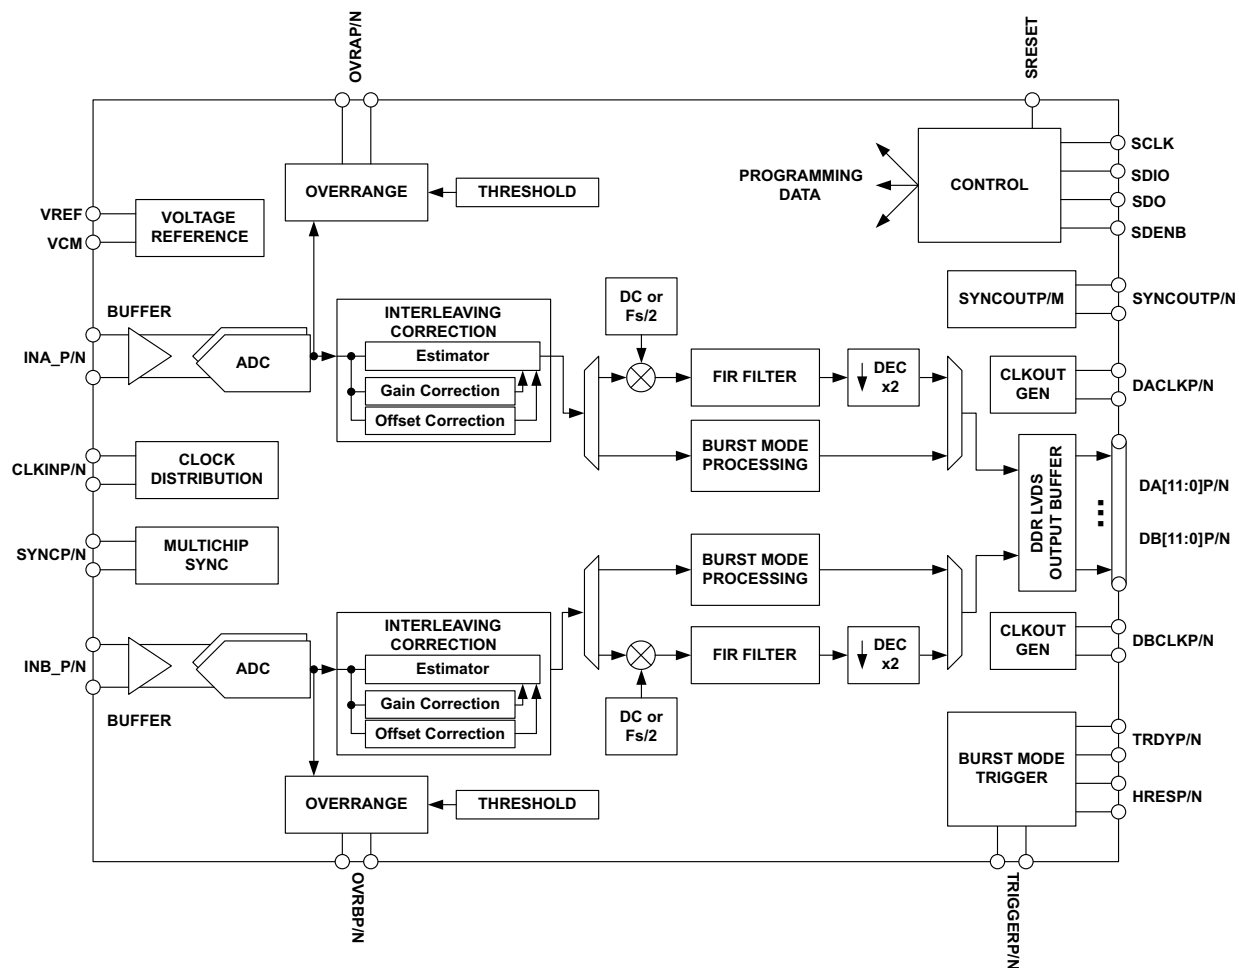 OVRAP/N
SRESET
SCLK
SDIO
SDO
SDENB
PROGRAMMING
DATA
CONTROL
OVERRANGE
THRESHOLD
VREF
VCM
VOLTAGE
REFERENCE
SYNCOUTP/M
SYNCOUTP/N
BUFFER
INA_P/N
ADC
INTERLEAVING
CORRECTION
Estimator
Gain Correction
Offset Correction
DC or
Fs/2
FIR FILTER
DEC
x2
BURST MODE
PROCESSING
CLKOUT
GEN
DACLKP/N
CLKINP/N
CLOCK
DISTRIBUTION
DDR LVDS
OUTPUT BUFFER
...
DA[11:0]P/N
DB[11:0]P/N
SYNCP/N
MULTICHIP
SYNC
BURST MODE
PROCESSING
INB_P/N
ADC
BUFFER
INTERLEAVING
CORRECTION
Estimator
Gain Correction
Offset Correction
FIR FILTER
DEC
x2
DC or
Fs/2
CLKOUT
GEN
DBCLKP/N
OVERRANGE
THRESHOLD
BURST MODE
TRIGGER
TRDYP/N
HRESP/N
OVRBP/N
TRIGGERP/N